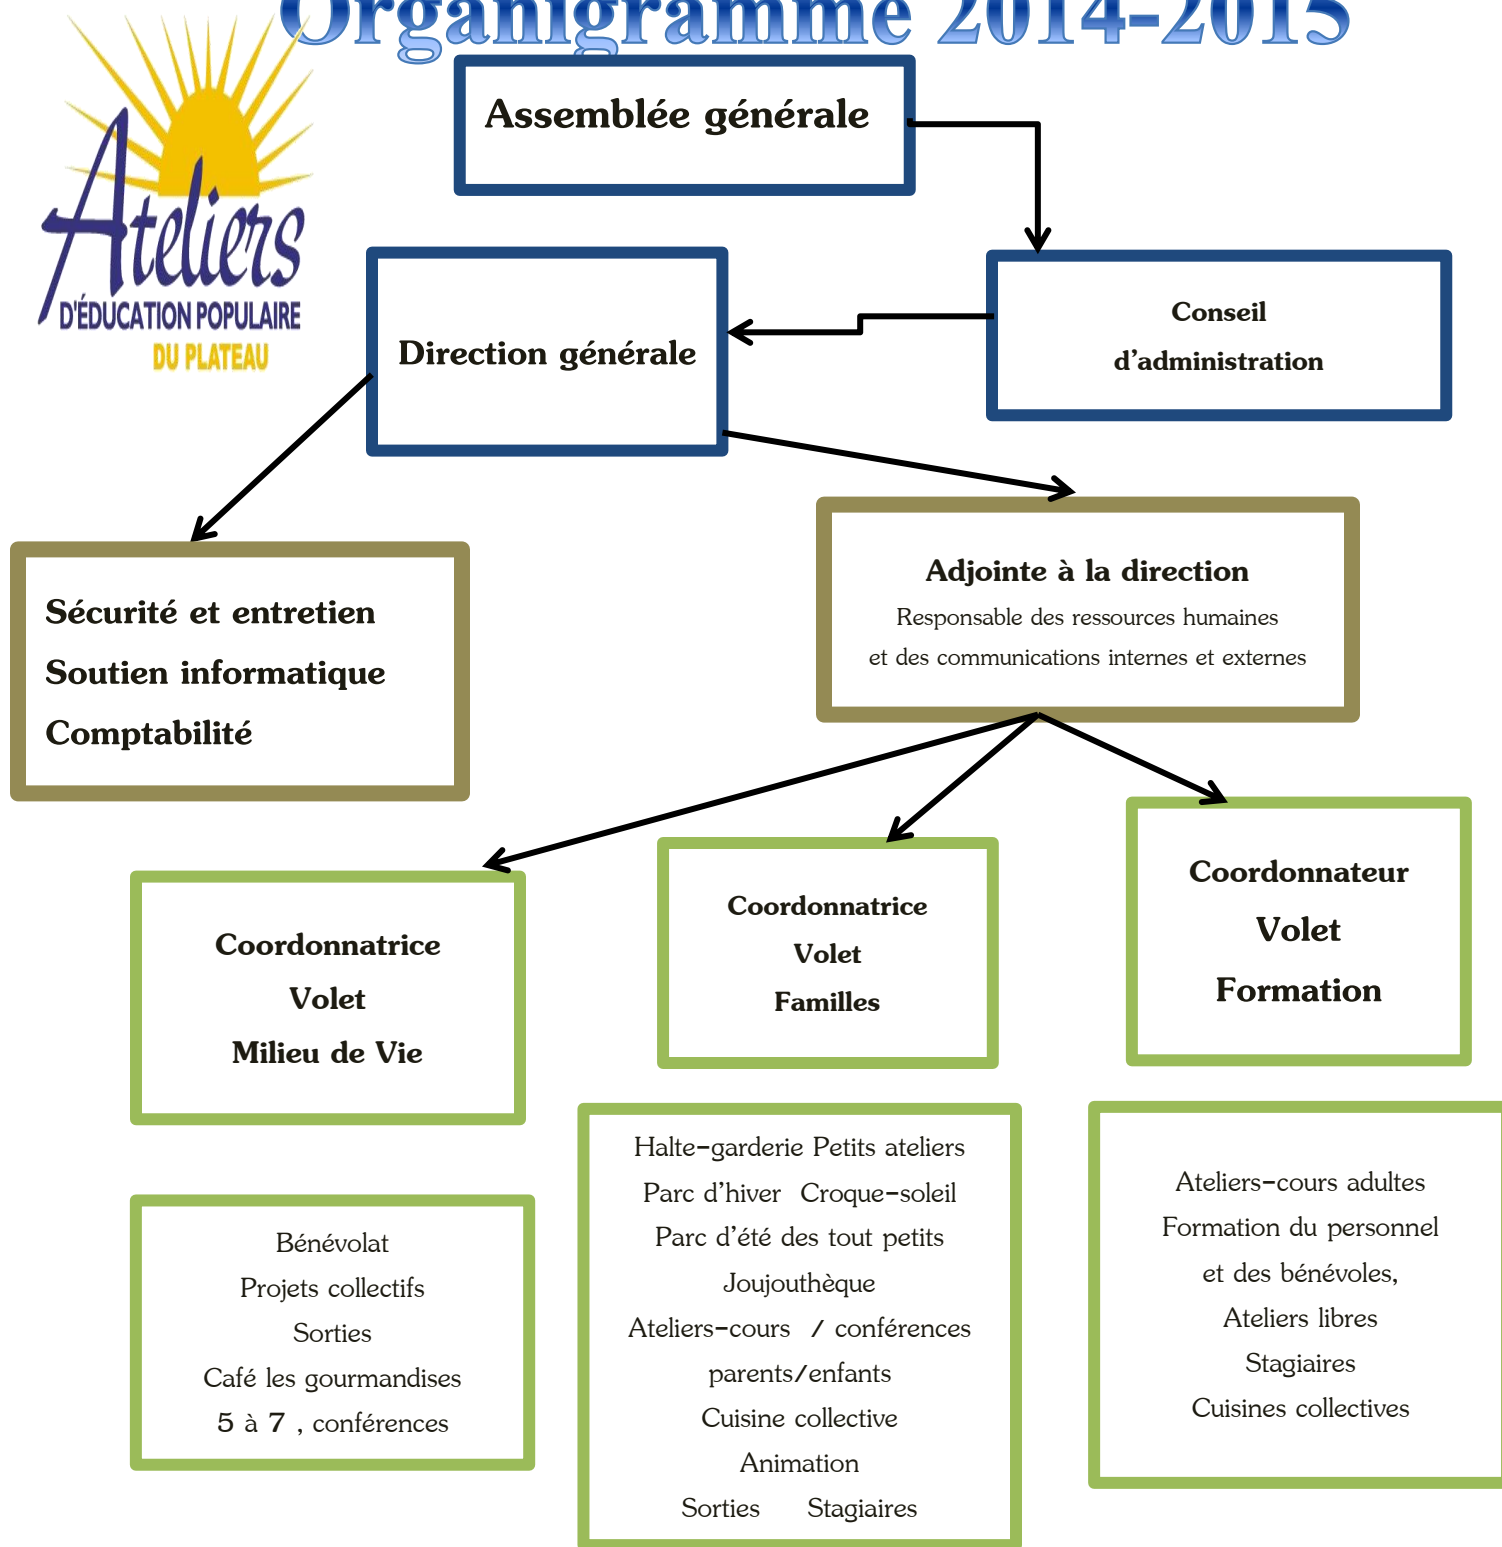 Organigramme 2014-2015
Ateliers
D'ÉDUCATION POPULAIRE
DU PLATEAU
Assemblée générale
Conseil
d'administration
Direction générale
Sécurité et entretien
Soutien informatique
Comptabilité
Adjointe à la direction
Responsable des ressources humaines
et des communications internes et externes
Coordonnatrice
Volet
Milieu de Vie
Coordonnatrice
Volet
Familles
Coordonnateur
Volet
Formation
Bénévolat
Projets collectifs
Sorties
Café les gourmandises
5 à 7 , conférences
Halte-garderie Petits ateliers
Parc d'hiver Croque-soleil
Parc d'été des tout petits
Joujouthèque
Ateliers-cours / conférences
parents/enfants
Cuisine collective
Animation
Sorties Stagiaires
Ateliers-cours adultes
Formation du personnel
et des bénévoles,
Ateliers libres
Stagiaires
Cuisines collectives